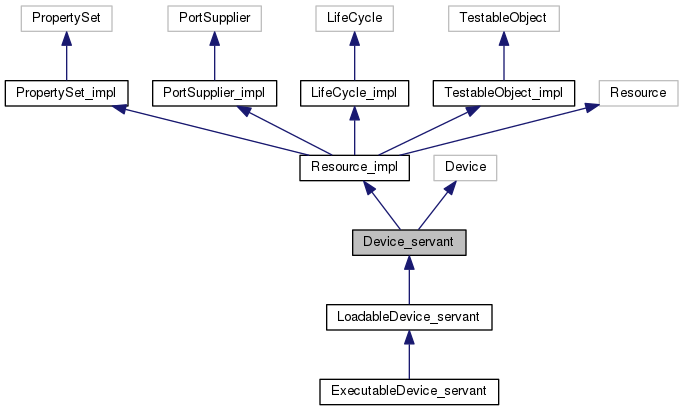 PropertySet
PortSupplier
LifeCycle
TestableObject
PropertySet_impl
PortSupplier_impl
LifeCycle_impl
TestableObject_impl
Resource
Resource_impl
Device
Device_servant
LoadableDevice_servant
ExecutableDevice_servant